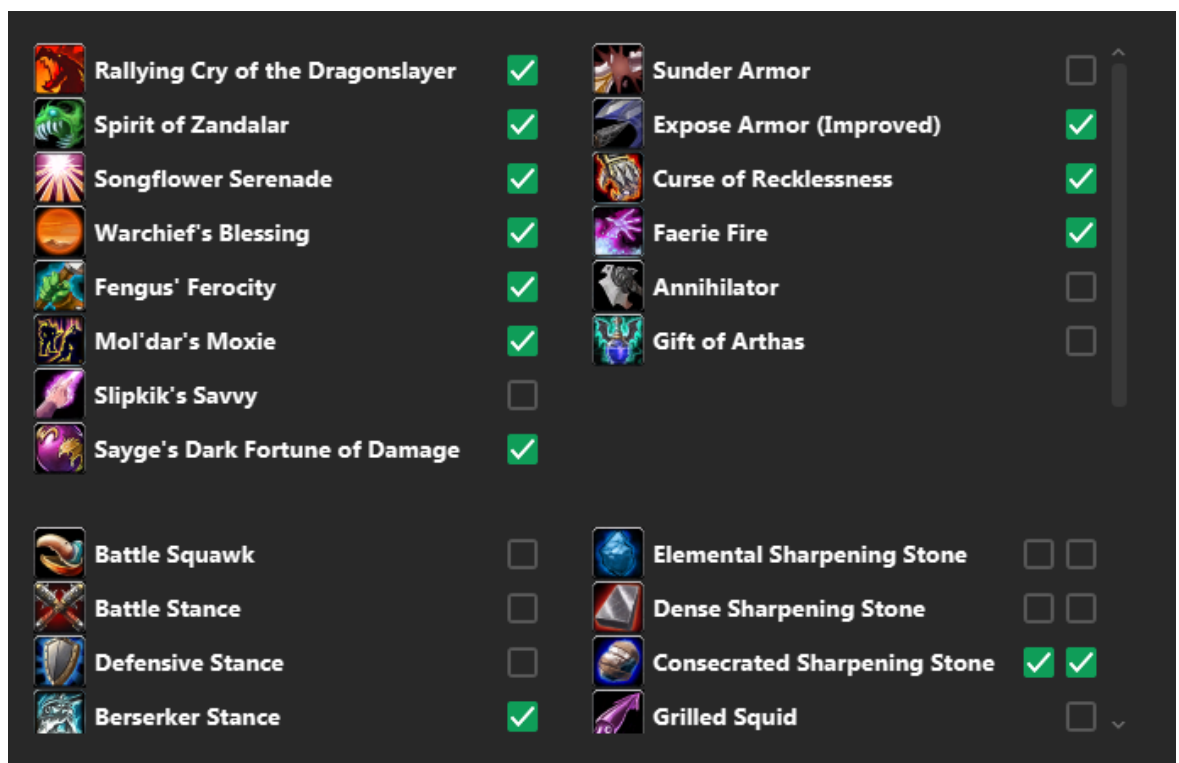 Rallying Cry of the Dragonslayer
Spirit of Zandalar
Songflower Serenade
Warchief's Blessing
Fengus' Ferocity
Mol'dar's Moxie
Slipkik's Savvy
Sayge's Dark Fortune of Damage
Sunder Armor
Expose Armor (Improved)
Curse of Recklessness
Faerie Fire
Annihilator
Gift of Arthas
Battle Squawk
Battle Stance
Defensive Stance
Berserker Stance
Elemental Sharpening Stone
Dense Sharpening Stone
Consecrated Sharpening Stone
Grilled Squid